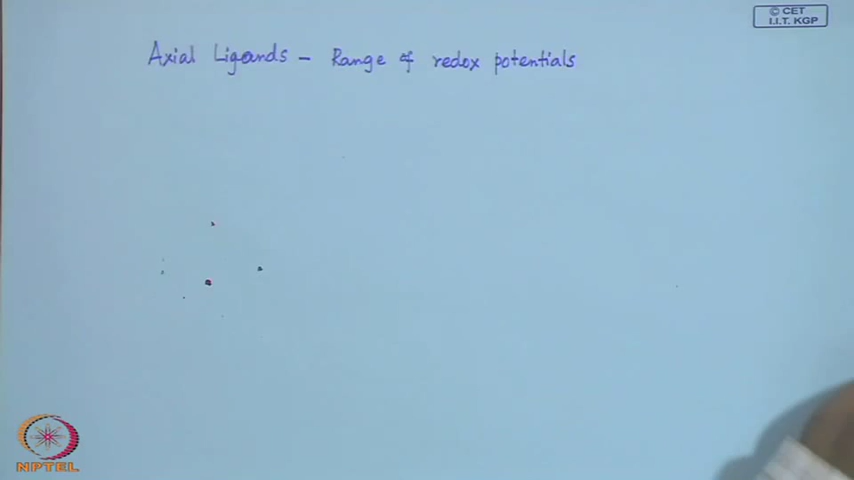 © CET
I.I.T. KGP
Axial Ligands – Range of redox potentials
NPTEL